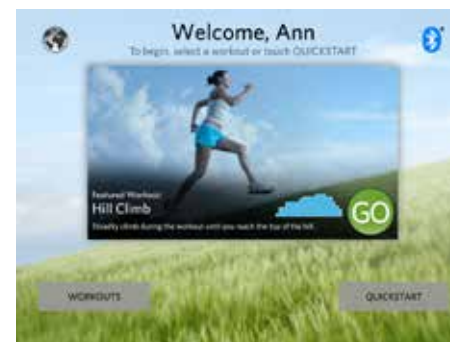 Welcome, Ann
To begin, select a workout or touch QUICKSTART
Featured Workout:
Hill Climb
Steadily climb during the workout until you reach the top of the hill.
GO
WORKOUTS
QUICKSTART